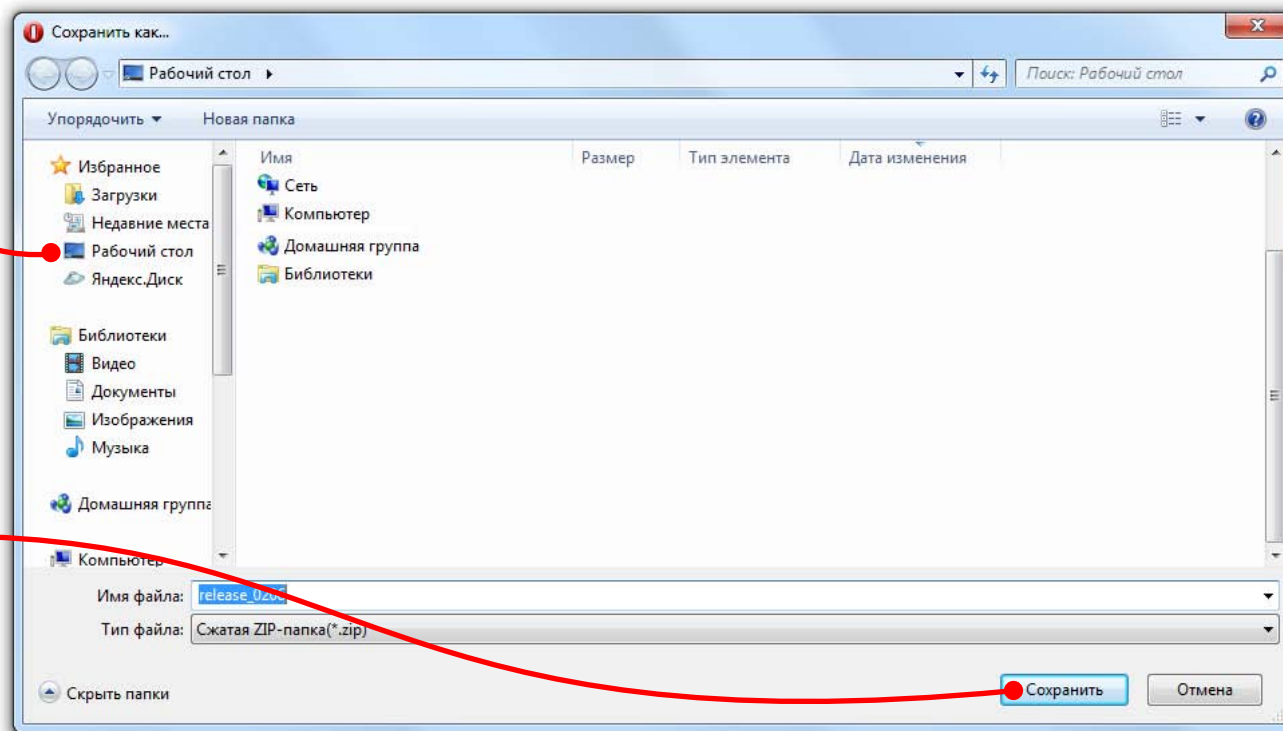 Сохранить как...
Рабочий стол
Поиск: Рабочий стол
Упорядочить
Новая папка
Избранное
Загрузки
Недавние места
Рабочий стол
Яндекс.Диск
Библиотеки
Видео
Документы
Изображения
Музыка
Домашняя группа
Компьютер
Имя Размер Тип элемента Дата изменения
Сеть
Компьютер
Домашняя группа
Библиотеки
Имя файла:
Тип файла: Сжатая ZIP-папка(*.zip)
Скрыть папки
Сохранить
Отмена